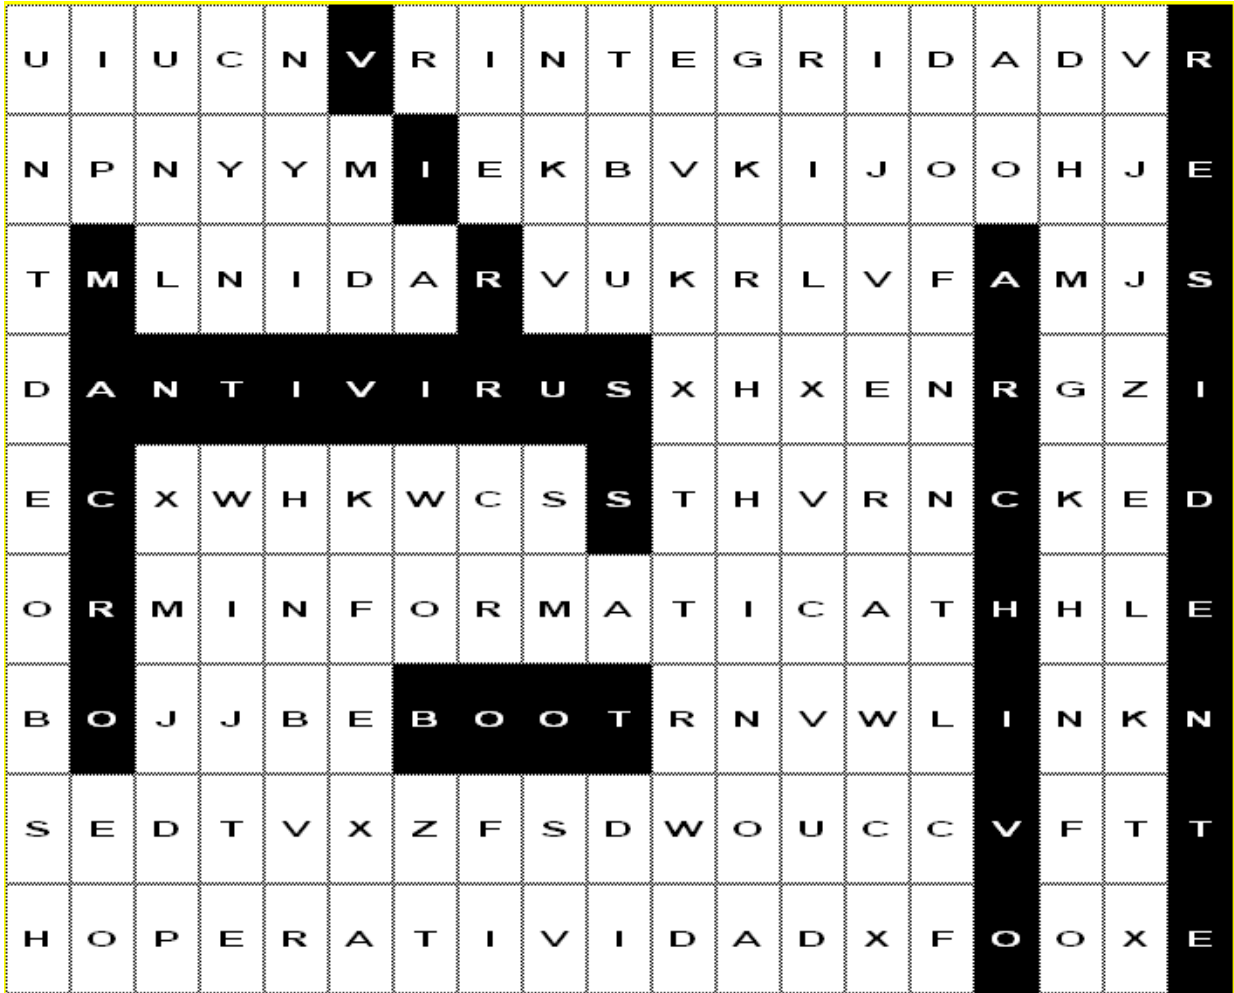 U I U C N V R I N T E G R I D A D V R
N P N Y Y M I E K B V K I J O O H J E
T M L N I D A R V U K R L V F A M J S
D A N T I V I R U S X H X E N R G Z I
E C X W H K W C S S T H V R N C K E D
O R M I N F O R M A T I C A T H H L E
B O J J B E B O O T R N V W L I N K N
S E D T V X Z F S D W O U C C V F T T
H O P E R A T I V I D A D X F O O X E